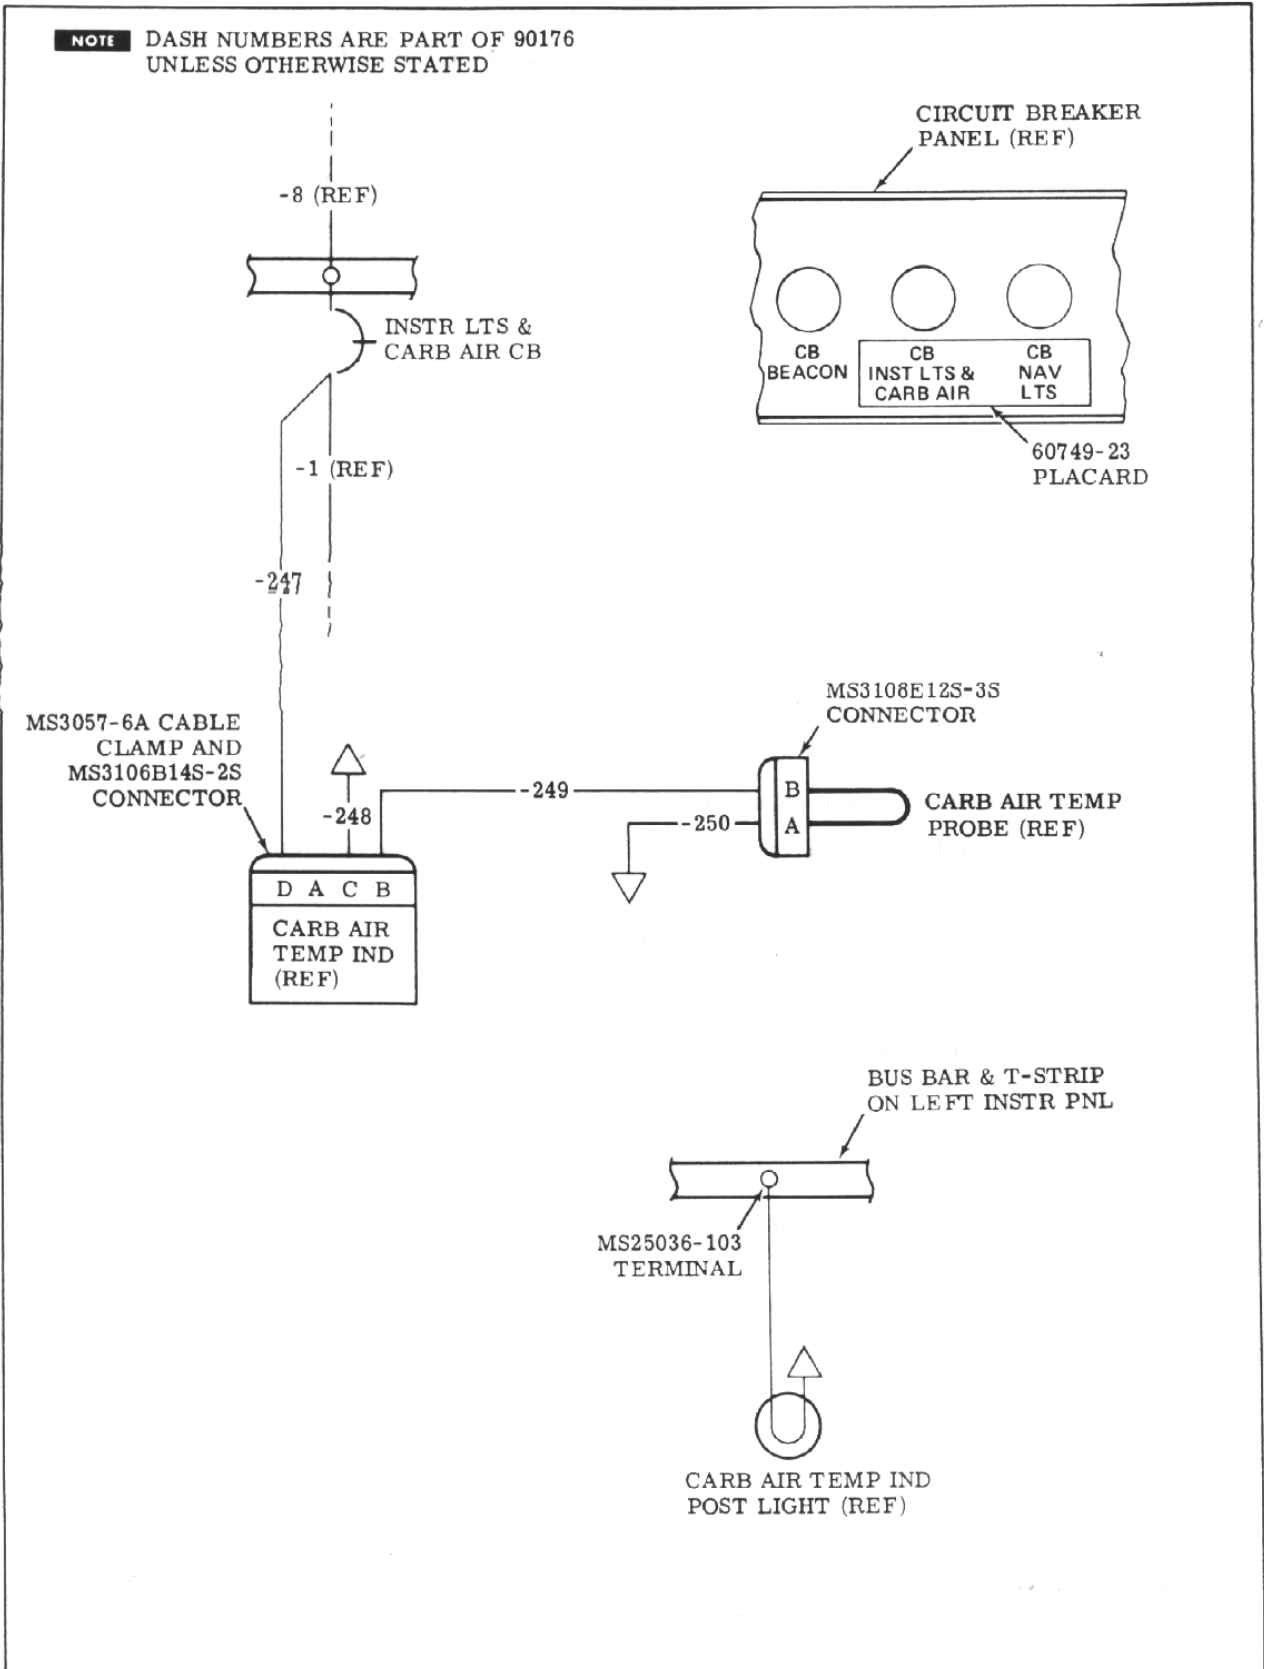 NOTE DASH NUMBERS ARE PART OF 90176
UNLESS OTHERWISE STATED
-8 (REF)
INSTR LTS &
CARB AIR CB
-1 (REF)
-247
CIRCUIT BREAKER
PANEL (REF)
CB
BEACON
CB
INST LTS &
CARB AIR
CB
NAV
LTS
60749-23
PLACARD
MS3057-6A CABLE
CLAMP AND
MS3106B14S-2S
CONNECTOR
-248
-249
-250
MS3108E12S-3S
CONNECTOR
B
A
CARB AIR TEMP
PROBE (REF)
D A C B
CARB AIR
TEMP IND
(REF)
BUS BAR & T-STRIP
ON LEFT INSTR PNL
MS25036-103
TERMINAL
CARB AIR TEMP IND
POST LIGHT (REF)